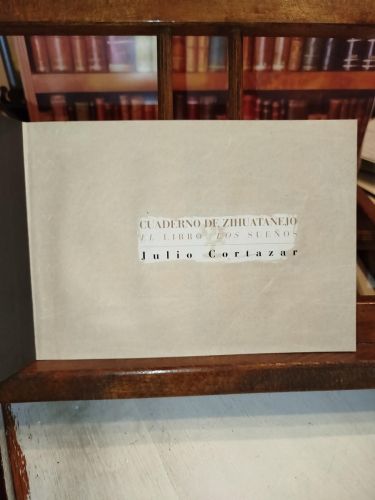 CUADERNO DE ZIHUATANEJO
EL LIBRO LOS SUEÑOS
Julio Cortazar